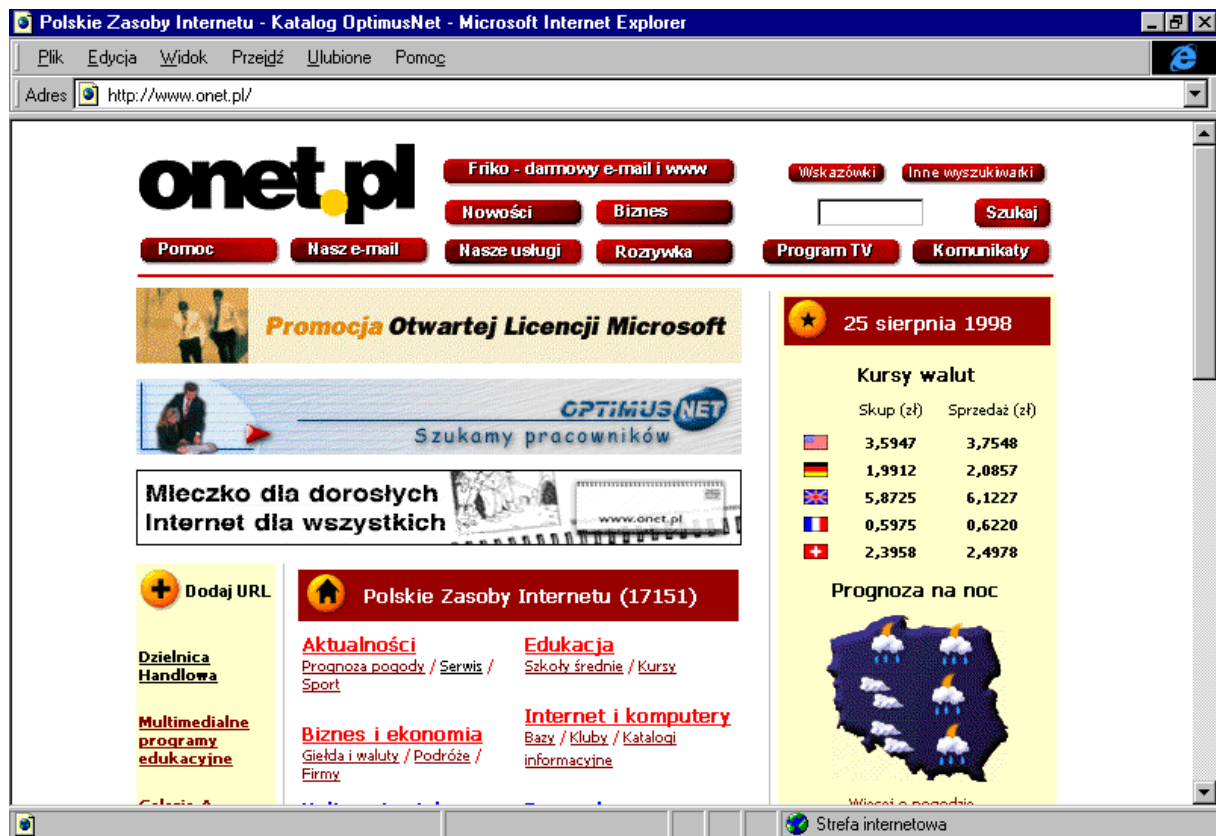 Polskie Zasoby Internetu - Katalog OptimusNet - Microsoft Internet Explorer
Plik Edycja Widok Przejdź Ulubione Pomoc
Adres http://www.onet.pl/
onet.pl
Friko - darmowy e-mail i www
Wskazówki Inne wyszukiwarki
Nowości Biznes
Szukaj
Pomoc Nasz e-mail Nasze usługi Rozrywka Program TV Komunikaty
Promocja Otwartej Licencji Microsoft
OPTIMUS NET
Szukamy pracowników
Mleczko dla dorosłych
Internet dla wszystkich
www.onet.pl
25 sierpnia 1998
Kursy walut
Skup (zł) Sprzedaż (zł)
3,5947 3,7548
1,9912 2,0857
5,8725 6,1227
0,5975 0,6220
2,3958 2,4978
Prognoza na noc
Dodaj URL
Dzielnica
Handlowa
Multimedialne
programy
edukacyjne
Polskie Zasoby Internetu (17151)
Aktualności
Prognoza pogody / Serwis /
Sport
Edukacja
Szkoły średnie / Kursy
Biznes i ekonomia
Giełda i waluty / Podróże /
Firmy
Internet i komputery
Bazy / Kluby / Katalogi
informacyjne
Więcej o pogodzie
Strefa internetowa